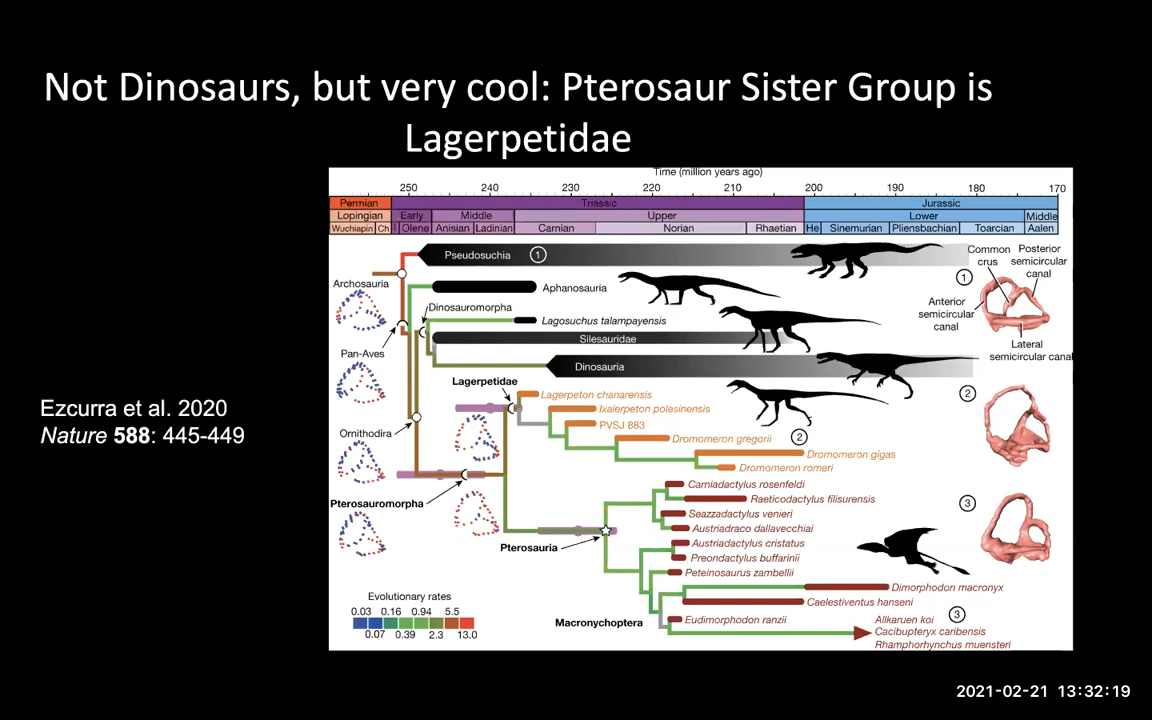 Not Dinosaurs, but very cool: Pterosaur Sister Group is
Lagerpetidae
Time (million years ago)
250 240 230 220 210 200 190 180 170
Permian Triassic Jurassic
Lopingian Early Middle Upper Lower Middle
Wuchiapin Ch I Olene Anisian Ladinian Carnian Norian Rhaetian He Sinemurian Pliensbachian Toarcian Aalen
Pseudosuchia 1
Common
crus
Posterior
semicircular
canal
1
Anterior
semicircular
canal
Lateral
semicircular canal
Archosauria
Aphanosauria
Dinosauromorpha
Lagosuchus talampayensis
Pan-Aves
Silesauridae
Dinosauria
Lagerpetidae
Lagerpeton chanarensis
Ixalerpeton polesinensis
PVSJ 883
2
Dromomeron gregorii 2
Dromomeron gigas
Dromomeron romeri
Ezcurra et al. 2020
Nature 588: 445-449
Ornithodira
Pterosauromorpha
Carniadactylus rosenfeldi
Raeticodactylus filisurensis
Seazzadactylus venieri
Austriadraco dallavecchiai
3
Pterosauria
Austriadactylus cristatus
Preondactylus buffarinii
Peteinosaurus zambellii
Dimorphodon macronyx
Caelestiventus hanseni
Macronychoptera
Eudimorphodon ranzii
3
Allkaruen koi
Cacibupteryx caribensis
Rhamphorhynchus muensteri
Evolutionary rates
0.03 0.16 0.94 5.5
0.07 0.39 2.3 13.0
2021-02-21 13:32:19